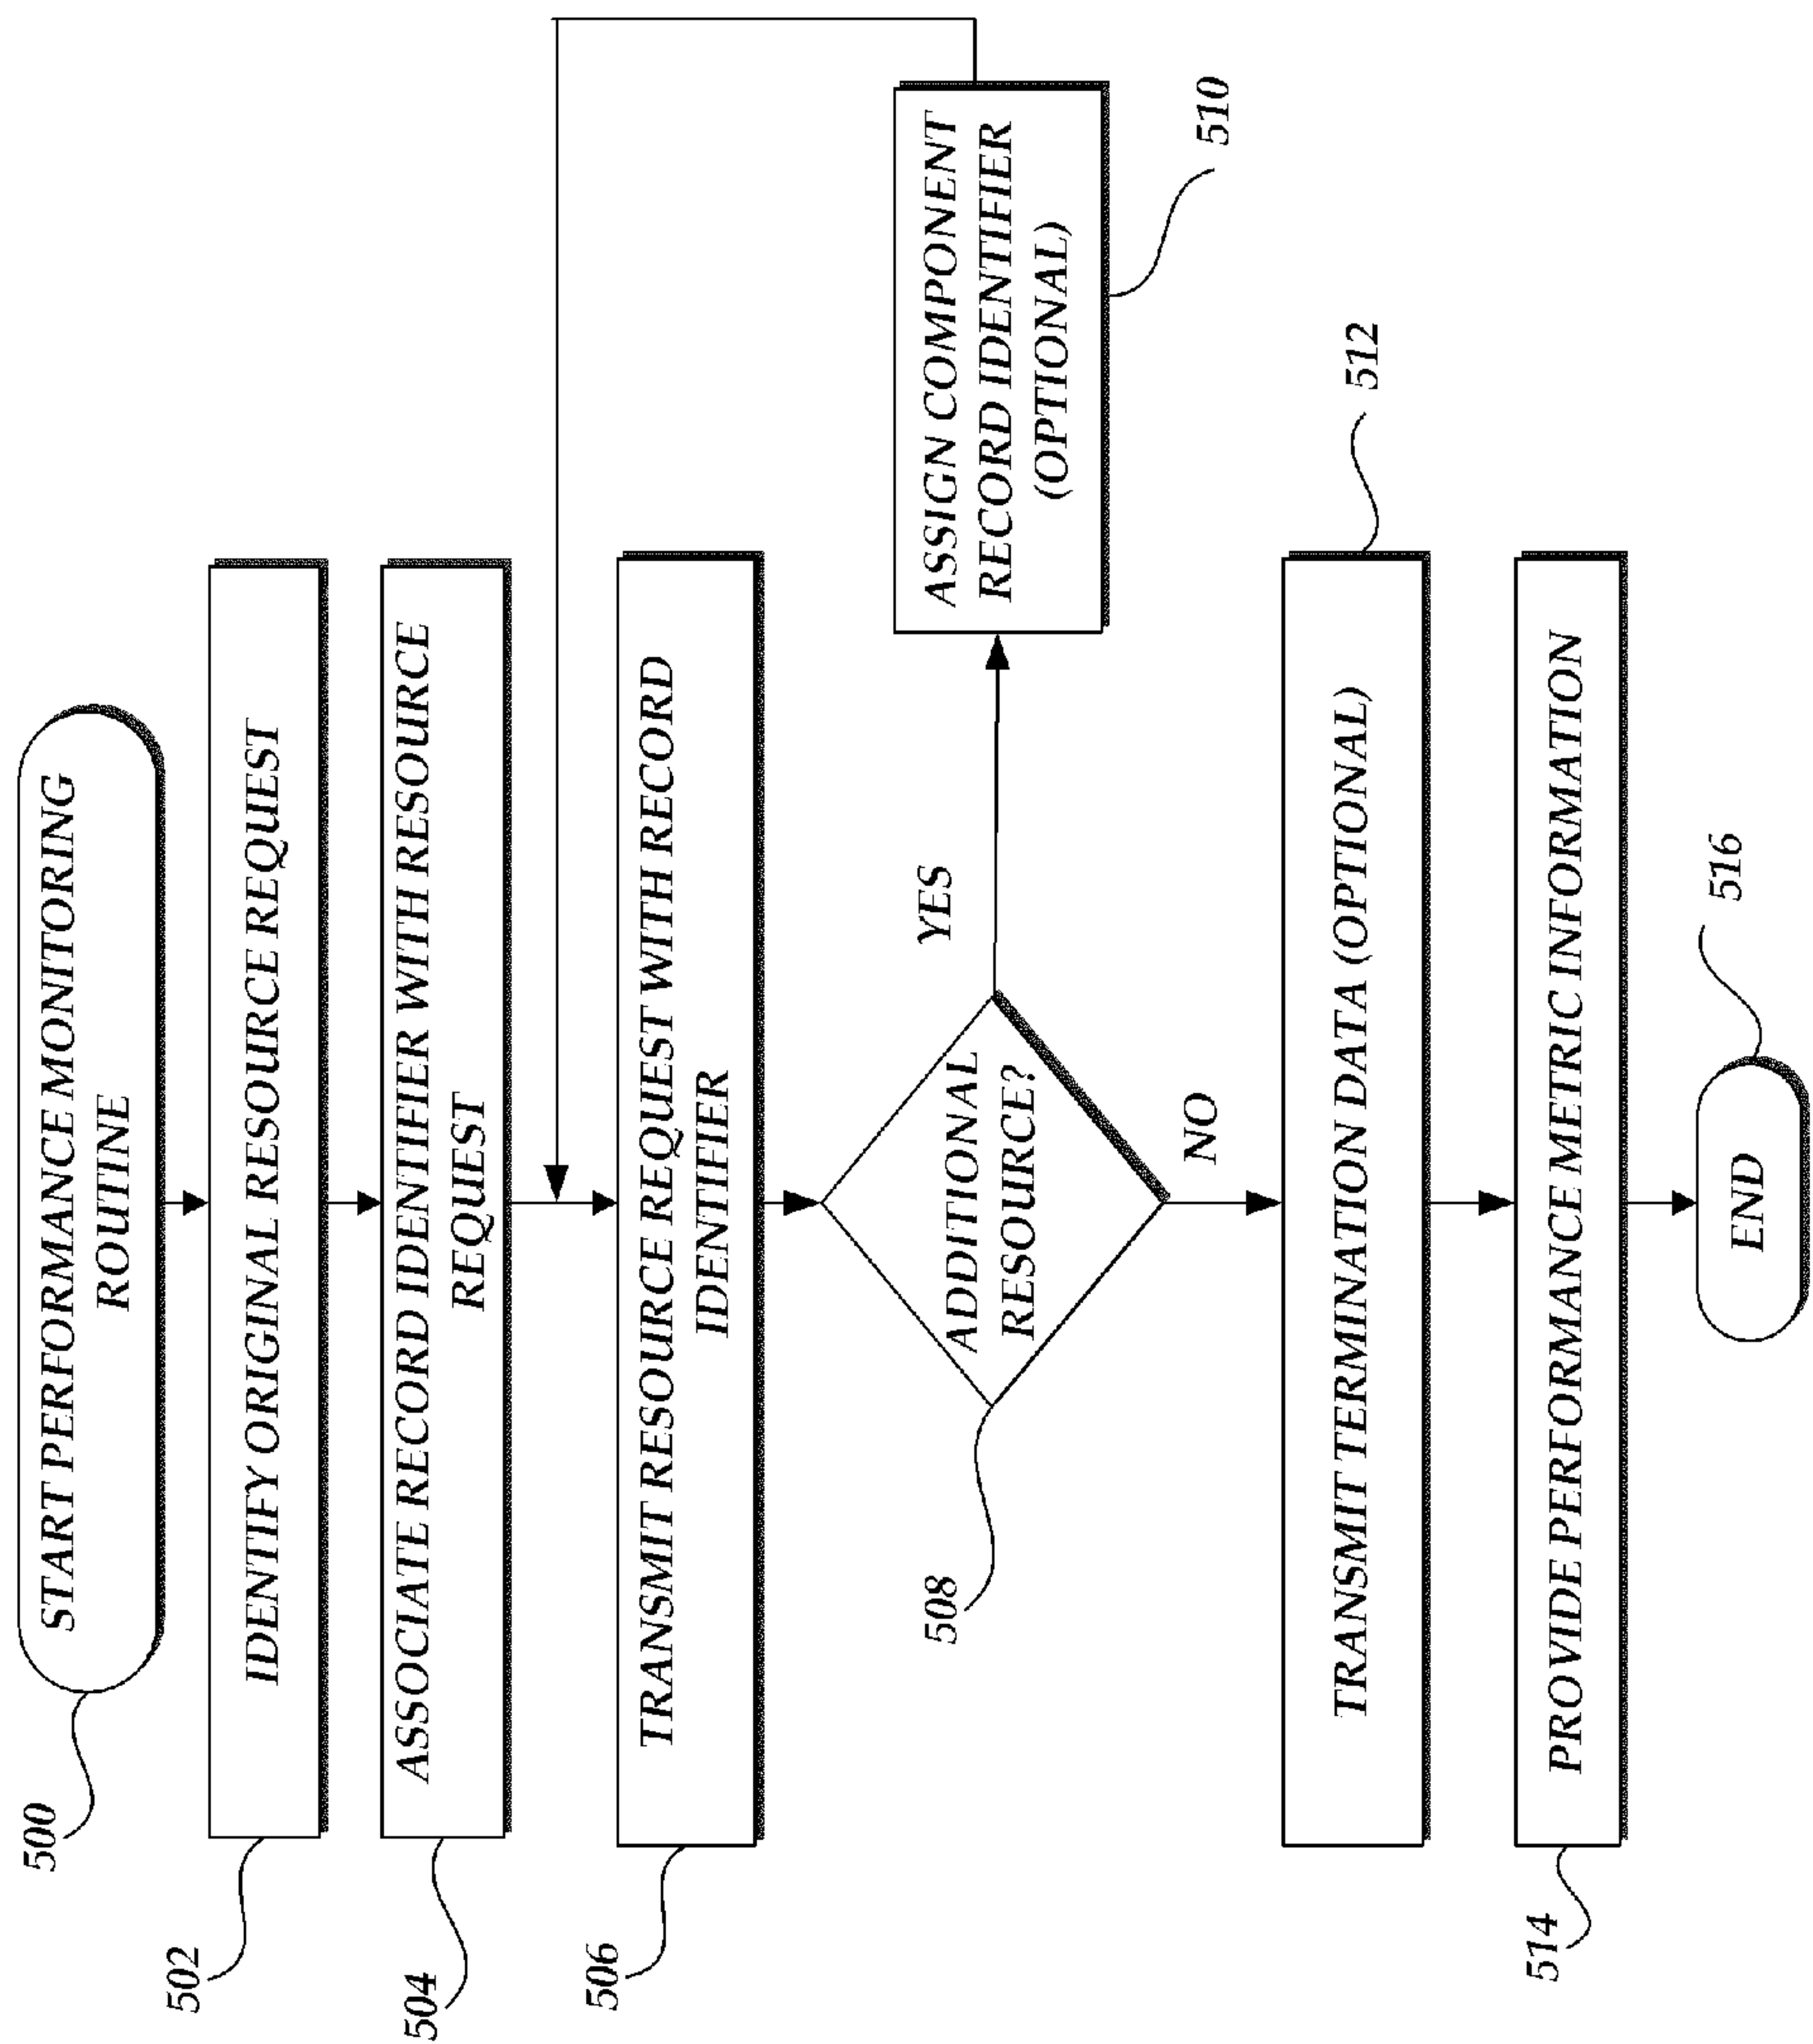 500
START PERFORMANCE MONITORING
ROUTINE
502
IDENTIFY ORIGINAL RESOURCE REQUEST
504
ASSOCIATE RECORD IDENTIFIER WITH RESOURCE
REQUEST
506
TRANSMIT RESOURCE REQUEST WITH RECORD
IDENTIFIER
508
ADDITIONAL
RESOURCE?
YES
ASSIGN COMPONENT
RECORD IDENTIFIER
(OPTIONAL)
510
NO
512
TRANSMIT TERMINATION DATA (OPTIONAL)
514
PROVIDE PERFORMANCE METRIC INFORMATION
516
END